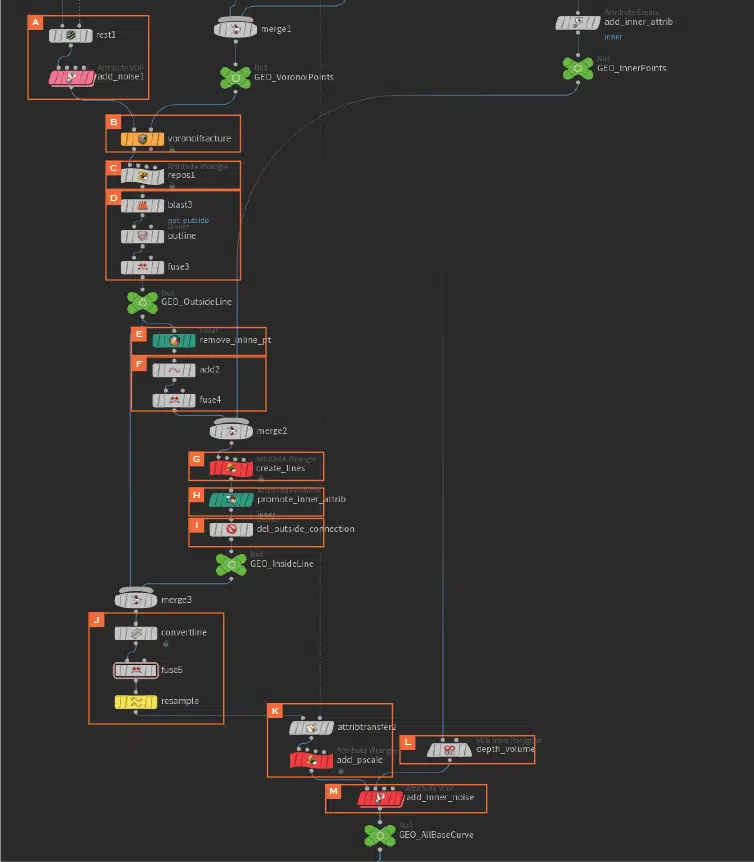 A
rest1
Attribute VOP
add_noise1
merge1
Null
GEO_VoronoiPoints
Attribute Create
add_inner_attrib
inner
Null
GEO_InnerPoints
B
voronoifracture
C
Attribute Wrangle
repos1
D
blast3
not: outside
Divide
outline
fuse3
Null
GEO_OutsideLine
E
remove_inline_pt
F
add2
fuse4
merge2
G
Attribute Wrangle
create_lines
H
Attribute Promote
promote_inner_attrib
inner
I
del_outside_connection
Null
GEO_InsideLine
merge3
J
convertline
fuse5
resample
K
attribtransfer2
Attribute Wrangle
add_pscale
L
VDB from Polygons
depth_volume
M
Attribute VOP
add_inner_noise
Null
GEO_AllBaseCurve